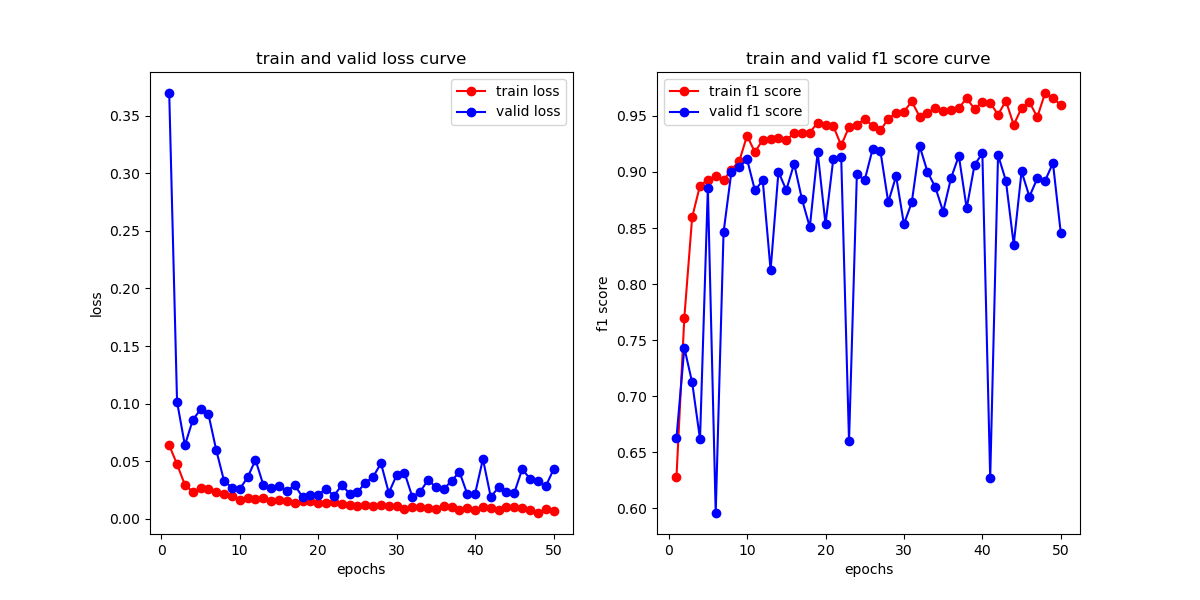 train and valid loss curve
train loss
valid loss
0.35
0.30
0.25
0.20
0.15
0.10
0.05
0.00
loss
0
10
20
30
40
50
epochs
train and valid f1 score curve
train f1 score
valid f1 score
0.95
0.90
0.85
0.80
0.75
0.70
0.65
0.60
f1 score
0
10
20
30
40
50
epochs